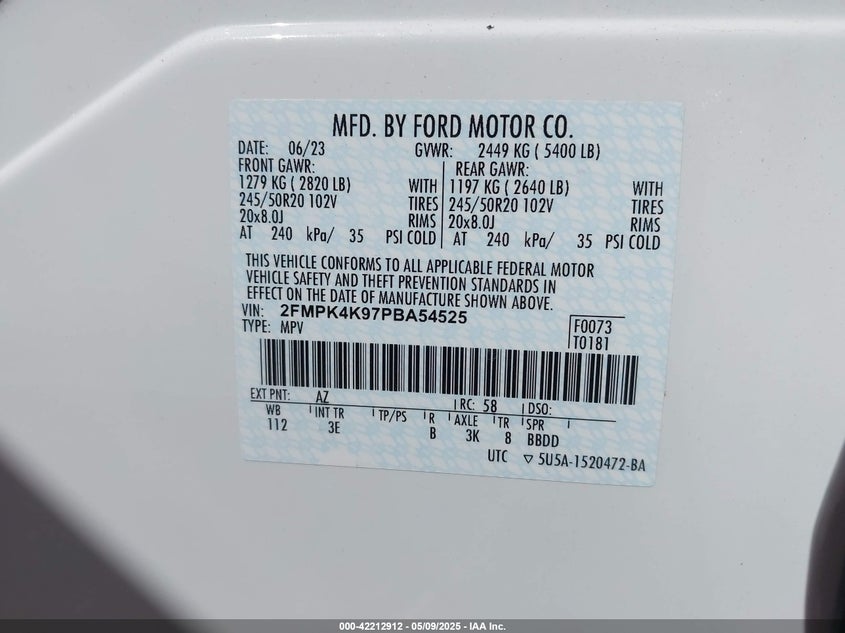 MFD. BY FORD MOTOR CO.
DATE: 06/23 GVWR: 2449 KG ( 5400 LB)
FRONT GAWR: REAR GAWR:
1279 KG ( 2820 LB) WITH 1197 KG ( 2640 LB) WITH
245/50R20 102V TIRES 245/50R20 102V TIRES
20x8.0J RIMS 20x8.0J RIMS
AT 240 kPa/ 35 PSI COLD AT 240 kPa/ 35 PSI COLD
THIS VEHICLE CONFORMS TO ALL APPLICABLE FEDERAL MOTOR
VEHICLE SAFETY AND THEFT PREVENTION STANDARDS IN
EFFECT ON THE DATE OF MANUFACTURE SHOWN ABOVE.
VIN: 2FMPK4K97PBA54525 F0073
TYPE: MPV T0181
EXT PNT: AZ RC: 58 DSO:
WB INT TR TP/PS R AXLE TR SPR
112 3E B 3K 8 BBDD
UTC ▽ 5U5A-1520472-BA
000-42212912 - 05/09/2025 - IAA Inc.